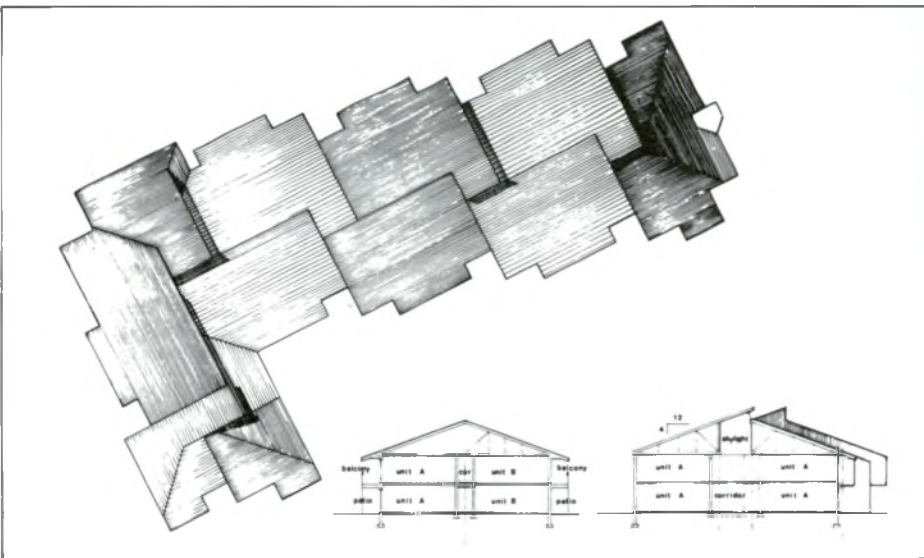 balcony
unit A
cor
unit B
balcony
patio
unit A
unit B
patio
12
4
skylight
unit A
unit A
unit A
corridor
unit A